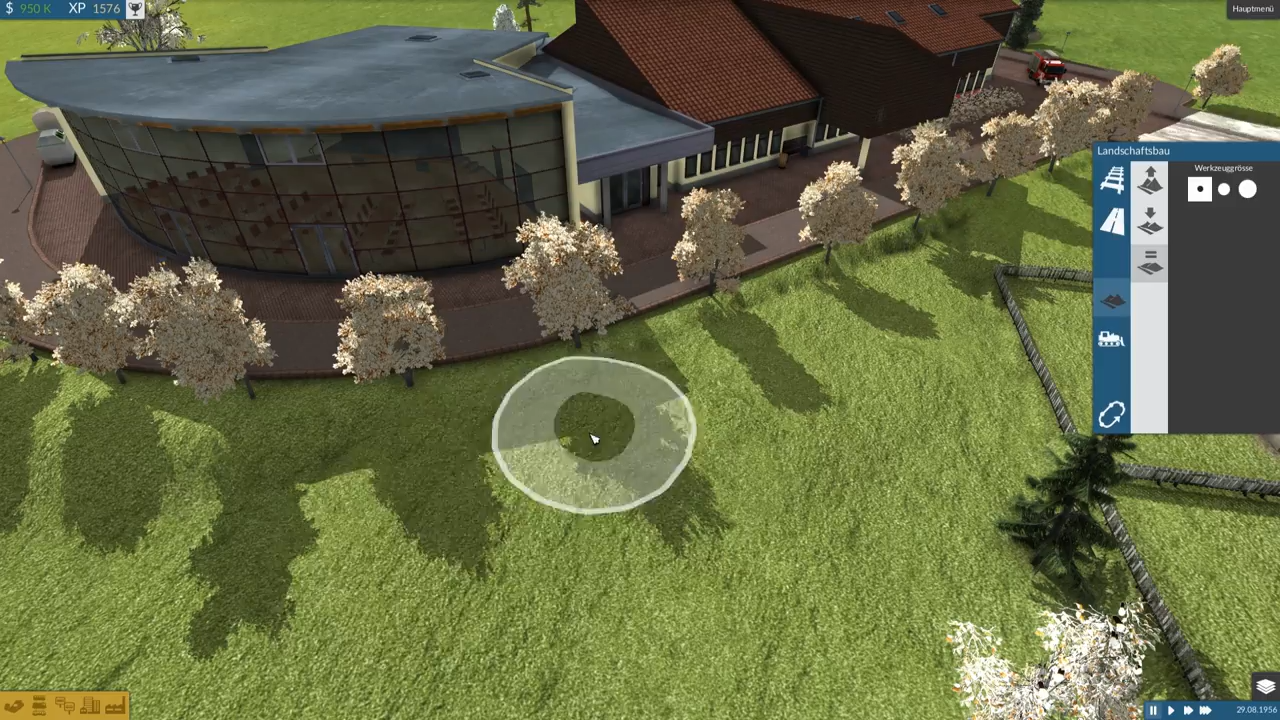 $ 950 K XP 1576
Hauptmenü
Landschaftsbau
Werkzeuggrösse
29.08.1956